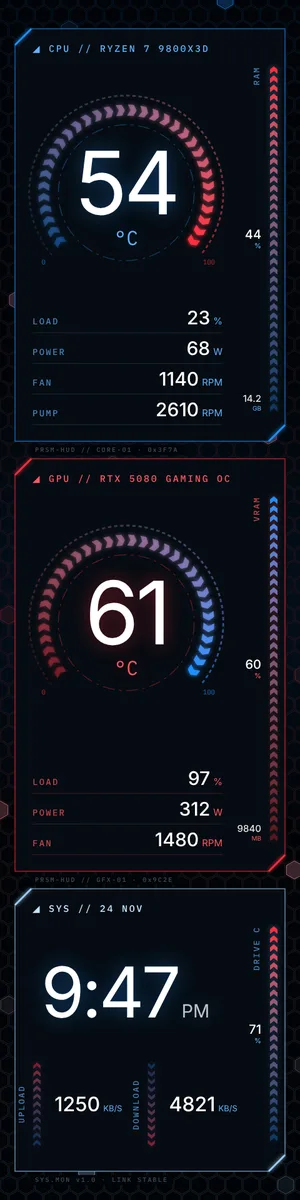 CPU // RYZEN 7 9800X3D
RAM
54
°C
0 100
44
%
LOAD 23 %
POWER 68 W
FAN 1140 RPM
PUMP 2610 RPM
14.2
GB
PRSM-HUD // CORE-01 · 0x3F7A
GPU // RTX 5080 GAMING OC
VRAM
61
°C
0 100
60
%
LOAD 97 %
POWER 312 W
FAN 1480 RPM
9840
MB
PRSM-HUD // GFX-01 · 0x9C2E
SYS // 24 NOV
DRIVE C
9:47 PM
71
%
UPLOAD
1250 KB/S
DOWNLOAD
4821 KB/S
SYS.MON v1.0 · LINK STABLE